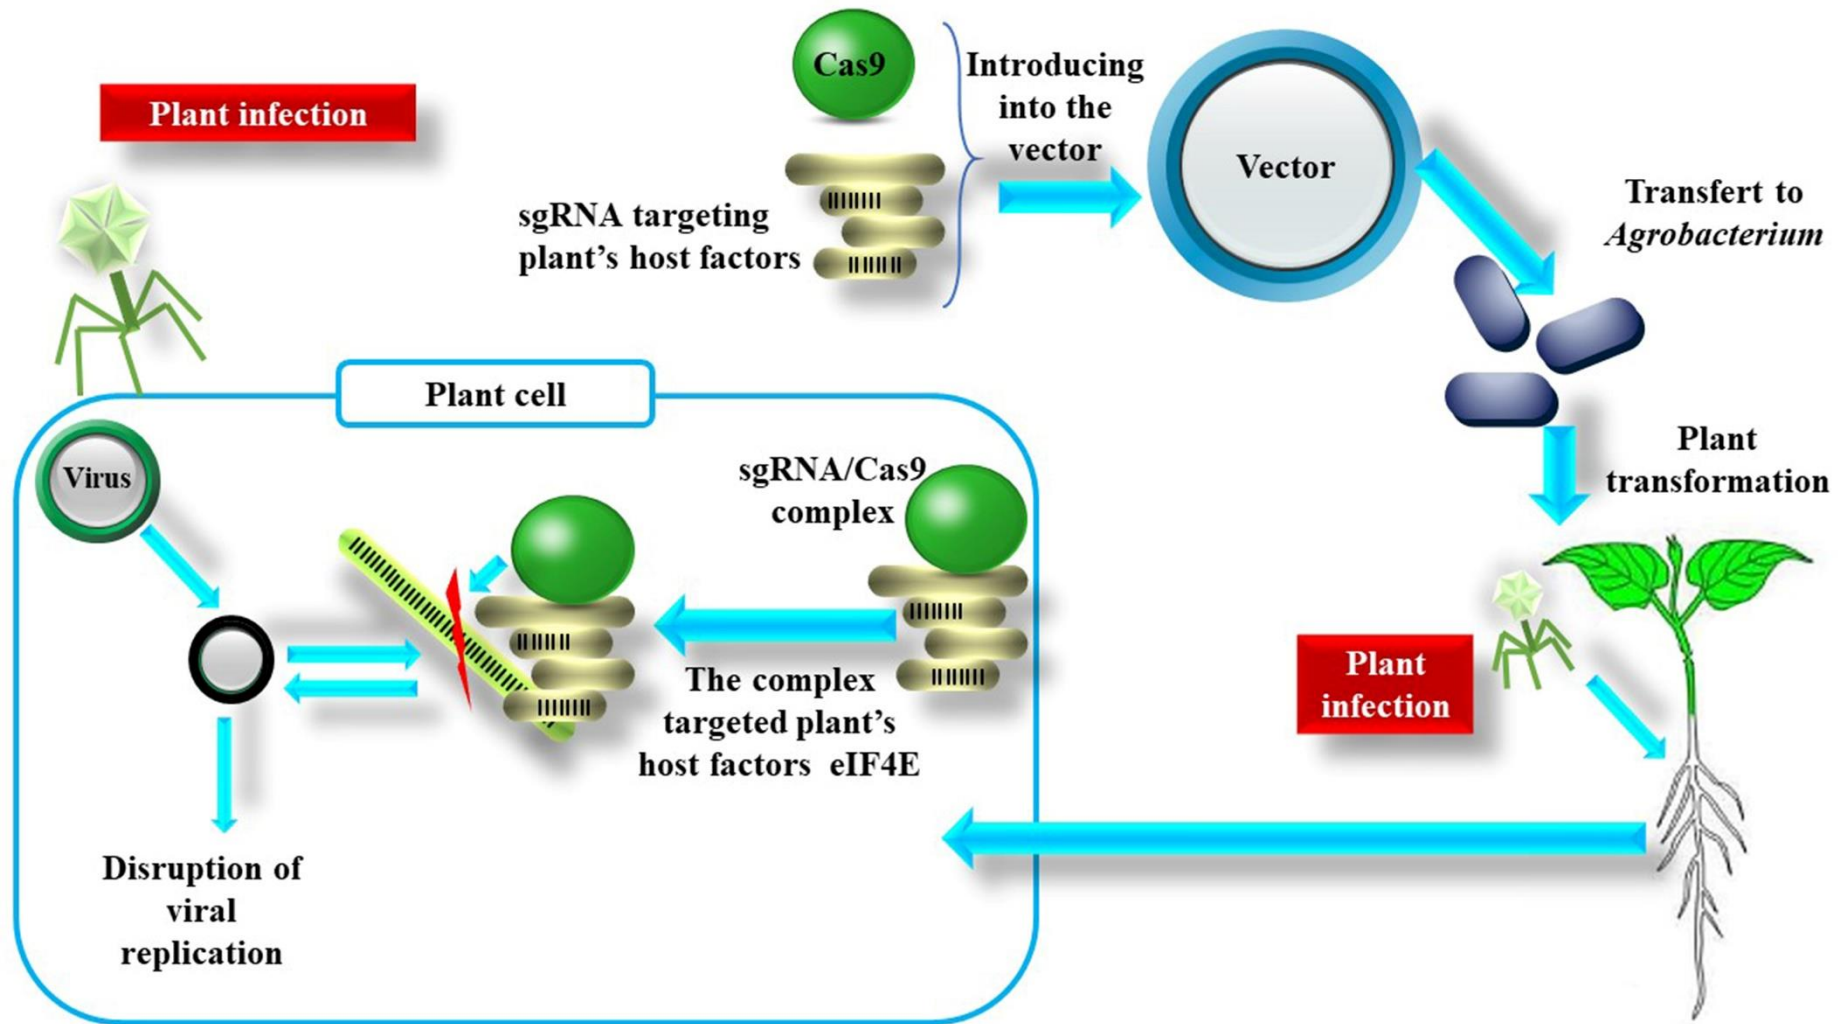 Cas9
Introducing
into the
vector
Vector
Plant infection
sgRNA targeting
plant's host factors
Transfert to
Agrobacterium
Plant cell
Virus
sgRNA/Cas9
complex
Plant
transformation
The complex
targeted plant's
host factors eIF4E
Plant
infection
Disruption of
viral
replication